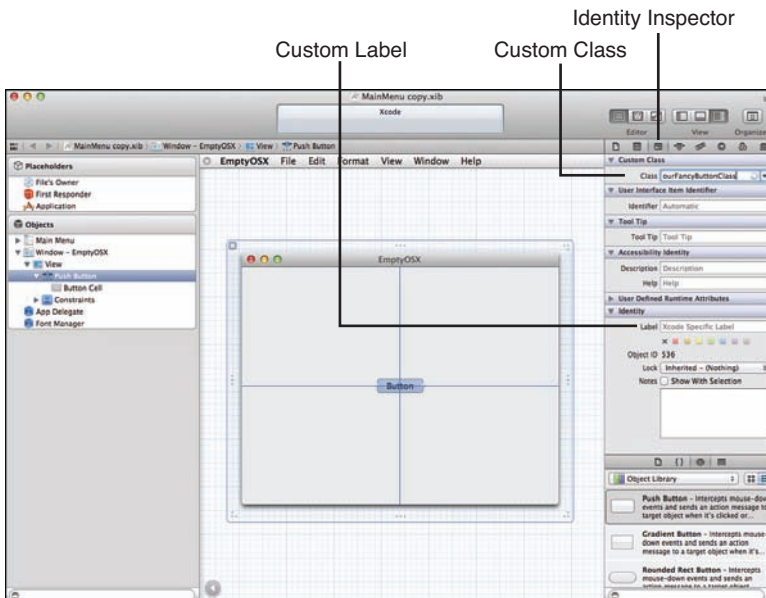 Identity Inspector
Custom Label
Custom Class
MainMenu copy.xib
Xcode
Editor
View
Organize
MainMenu copy.xib
Window - EmptyOSX
View
Push Button
Placeholders
File's Owner
First Responder
Application
Objects
Main Menu
Window - EmptyOSX
View
Push Button
Button Cell
Constraints
App Delegate
Font Manager
EmptyOSX File Edit Format View Window Help
EmptyOSX
Button
Custom Class
Class ourFancyButtonClass
User Interface Item Identifier
Identifier Automatic
Tool Tip
Tool Tip Tool Tip
Accessibility Identity
Description Description
Help Help
User Defined Runtime Attributes
Identity
Label Xcode Specific Label
Object ID 536
Lock Inherited - (Nothing)
Notes Show With Selection
Object Library
Push Button - Intercepts mouse-dow
events and sends an action message to
target object when it's clicked or...
Gradient Button - Intercepts mouse-
down events and sends an action
message to a target object when it's...
Rounded Rect Button - Intercepts
mouse-down events and sends an
action message to a target object